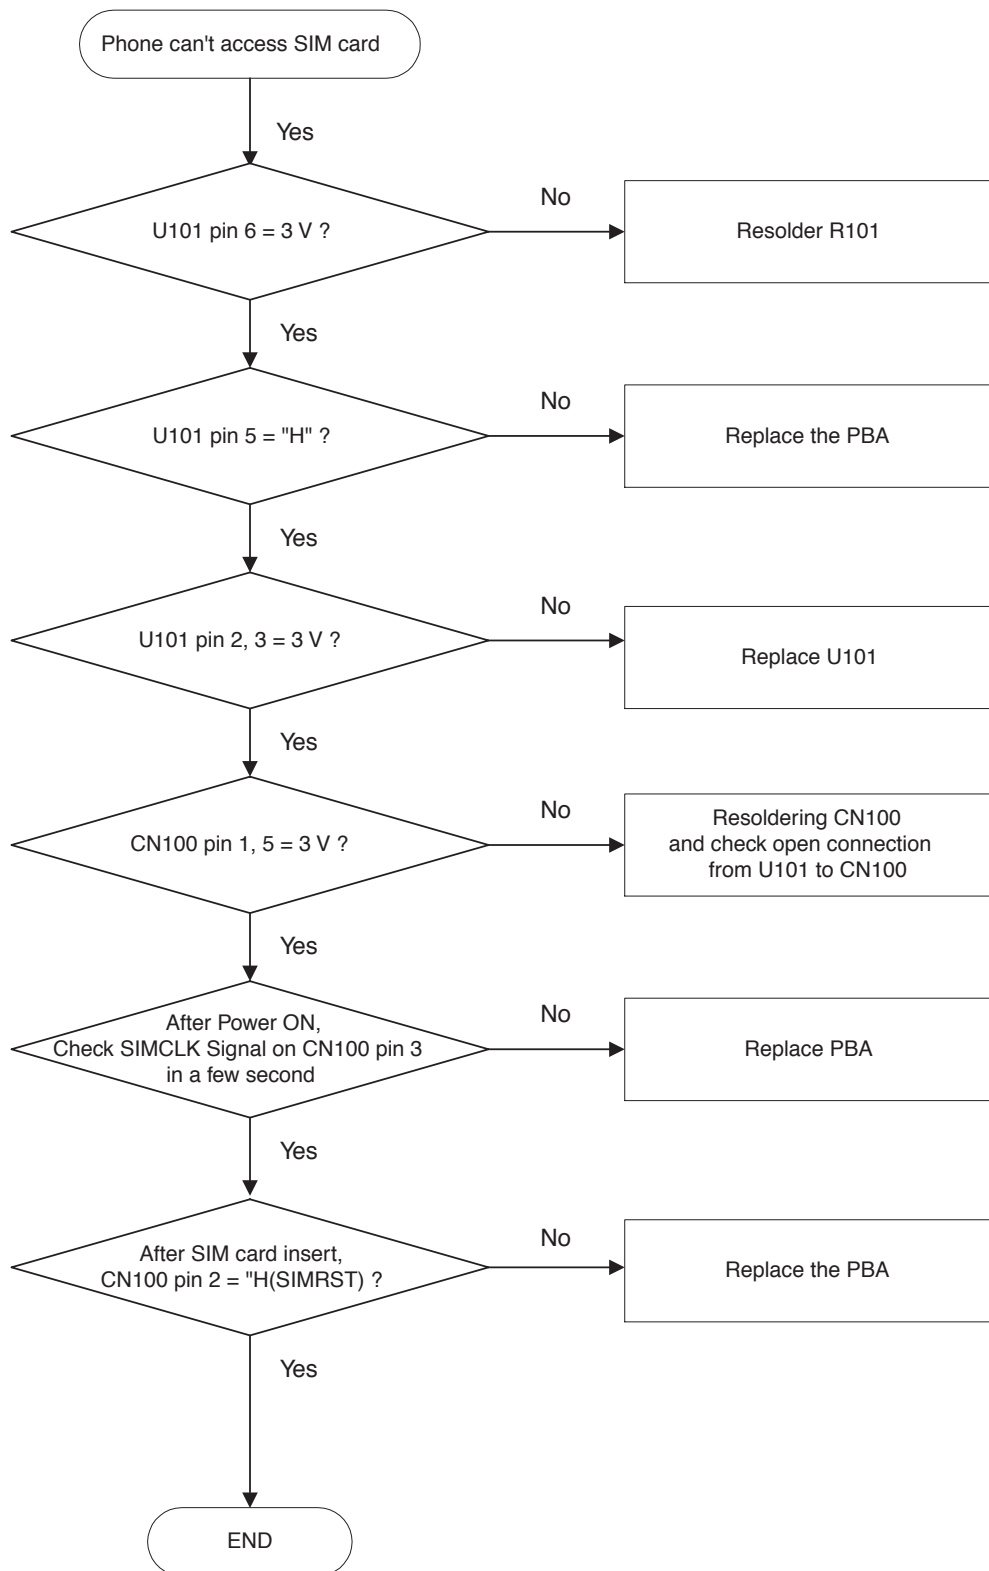 Phone can't access SIM card
Yes
U101 pin 6 = 3 V ?
No
Resolder R101
Yes
U101 pin 5 = "H" ?
No
Replace the PBA
Yes
U101 pin 2, 3 = 3 V ?
No
Replace U101
Yes
CN100 pin 1, 5 = 3 V ?
No
Resoldering CN100
and check open connection
from U101 to CN100
Yes
After Power ON,
Check SIMCLK Signal on CN100 pin 3
in a few second
No
Replace PBA
Yes
After SIM card insert,
CN100 pin 2 = "H(SIMRST) ?
No
Replace the PBA
Yes
END